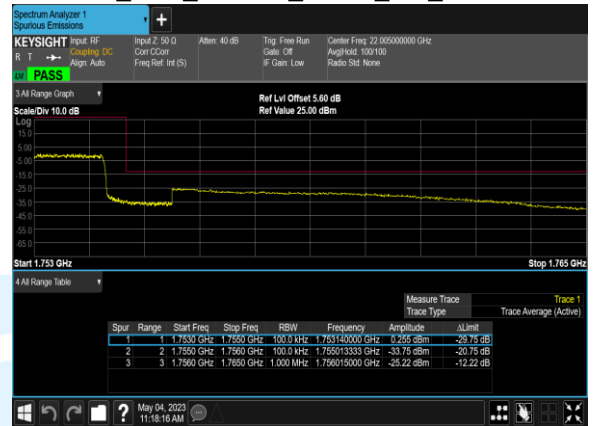 Spectrum Analyzer 1
Spurious Emissions
KEYSIGHT Input: RF Input Z: 50 Ω Atten: 40 dB Trig: Free Run Center Freq: 22.005000000 GHz
R T Coupling: DC Corr CCorr Gate: Off Avg|Hold: 100/100
Align: Auto Freq Ref: Int (S) IF Gain: Low Radio Std: None
PASS
3 All Range Graph
Ref Lvl Offset 5.60 dB
Scale/Div 10.0 dB Ref Value 25.00 dBm
Log
15.0
5.00
-5.00
-15.0
-25.0
-35.0
-45.0
-55.0
-65.0
Start 1.753 GHz Stop 1.765 GHz
4 All Range Table
Measure Trace Trace 1
Trace Type Trace Average (Active)
Spur Range Start Freq Stop Freq RBW Frequency Amplitude ΔLimit
1 1 1.7530 GHz 1.7550 GHz 100.0 kHz 1.753140000 GHz 0.255 dBm -29.75 dB
2 2 1.7550 GHz 1.7560 GHz 100.0 kHz 1.755013333 GHz -33.75 dBm -20.75 dB
3 3 1.7560 GHz 1.7650 GHz 1.000 MHz 1.756015000 GHz -25.22 dBm -12.22 dB
May 04, 2023
11:18:16 AM